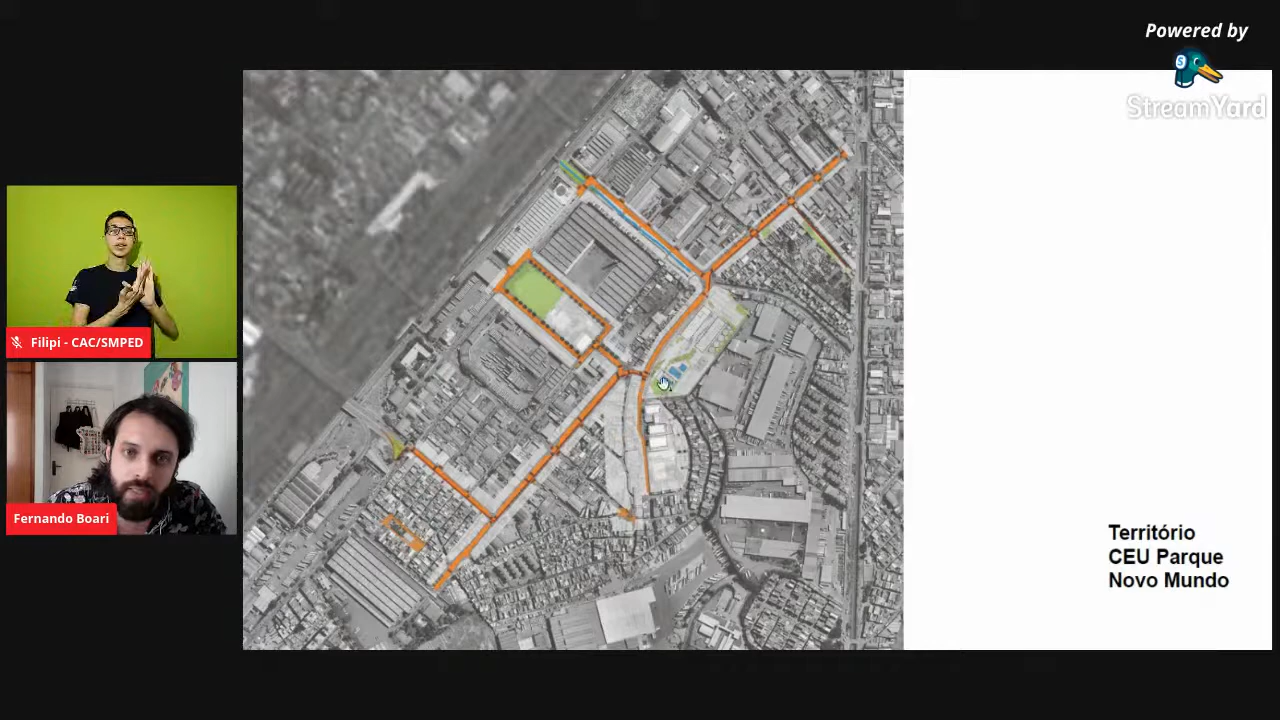 Powered by
StreamYard
Filipi - CAC/SMPED
Fernando Boari
Território
CEU Parque
Novo Mundo